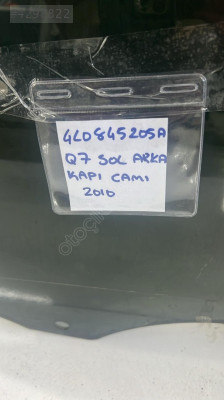 4L0845205A
Q7 SOL ARKA
KAPI CAMI
2010